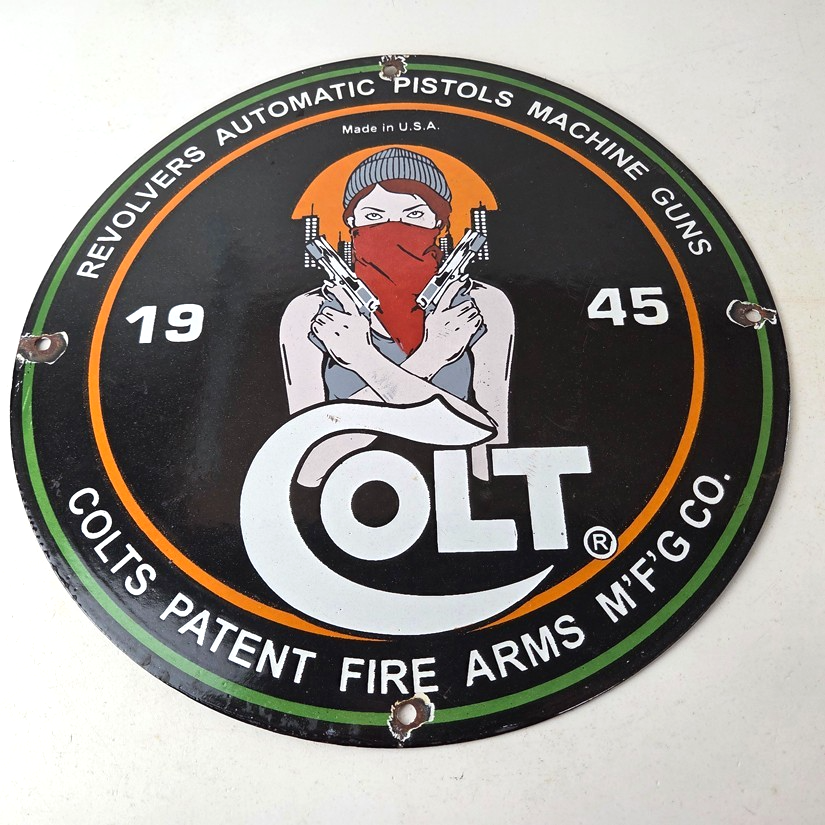 REVOLVERS AUTOMATIC PISTOLS MACHINE GUNS
Made in U.S.A.
19 45
COLT ®
COLTS PATENT FIRE ARMS M'F'G CO.